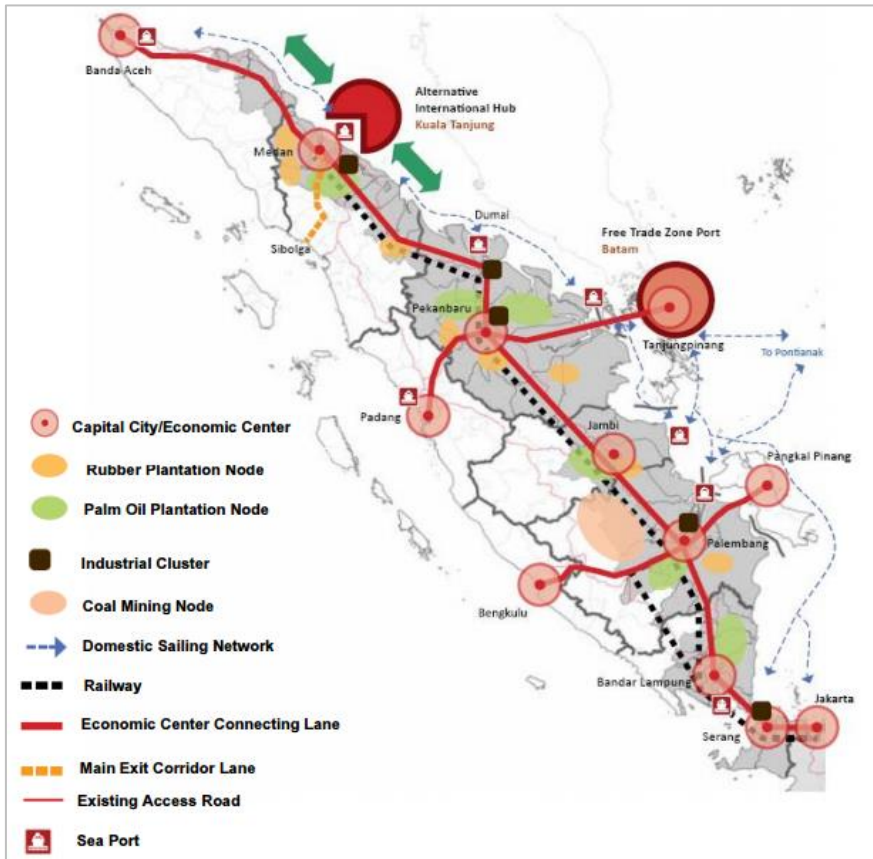 Banda Aceh
Alternative
International Hub
Kuala Tanjung
Medan
Sibolga
Dumai
Free Trade Zone Port
Batam
Pekanbaru
Tanjungpinang
To Pontianak
Padang
Jambi
Pangkal Pinang
Palembang
Bengkulu
Bandar Lampung
Jakarta
Serang
Capital City/Economic Center
Rubber Plantation Node
Palm Oil Plantation Node
Industrial Cluster
Coal Mining Node
Domestic Sailing Network
Railway
Economic Center Connecting Lane
Main Exit Corridor Lane
Existing Access Road
Sea Port